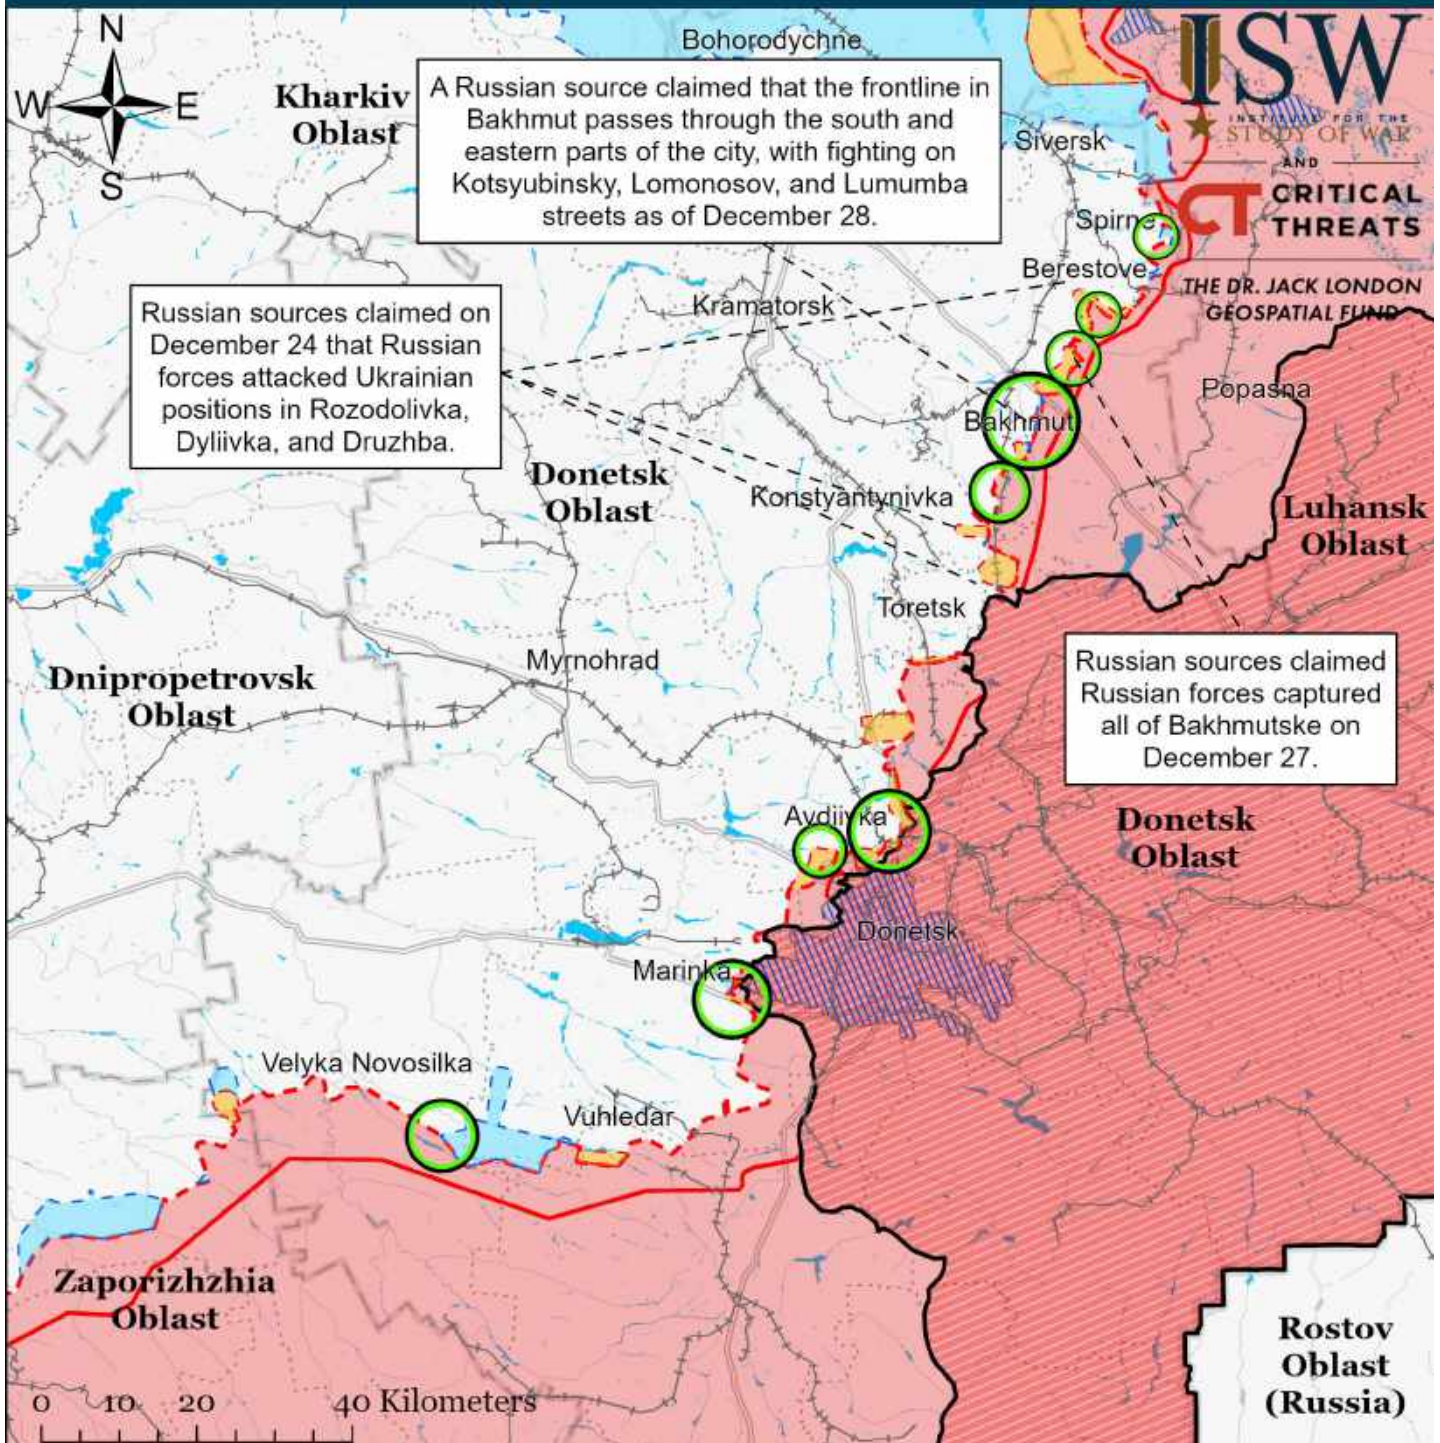 N
W E
S
Kharkiv
Oblast
Bohorodychne
ISW
INSTITUTE FOR THE
STUDY OF WAR
AND
CT CRITICAL
THREATS
THE DR. JACK LONDON
GEOSPATIAL FUND
A Russian source claimed that the frontline in
Bakhmut passes through the south and
eastern parts of the city, with fighting on
Kotsyubinsky, Lomonosov, and Lumumba
streets as of December 28.
Siversk
Spirne
Berestove
Russian sources claimed on
December 24 that Russian
forces attacked Ukrainian
positions in Rozodolivka,
Dyliivka, and Druzhba.
Kramatorsk
Popasna
Bakhmut
Donetsk
Oblast
Konstyantynivka
Luhansk
Oblast
Toretsk
Myrnohrad
Dnipropetrovsk
Oblast
Russian sources claimed
Russian forces captured
all of Bakhmutske on
December 27.
Avdiivka
Donetsk
Oblast
Donetsk
Marinka
Velyka Novosilka
Vuhledar
Zaporizhzhia
Oblast
Rostov
Oblast
(Russia)
0 10 20 40 Kilometers